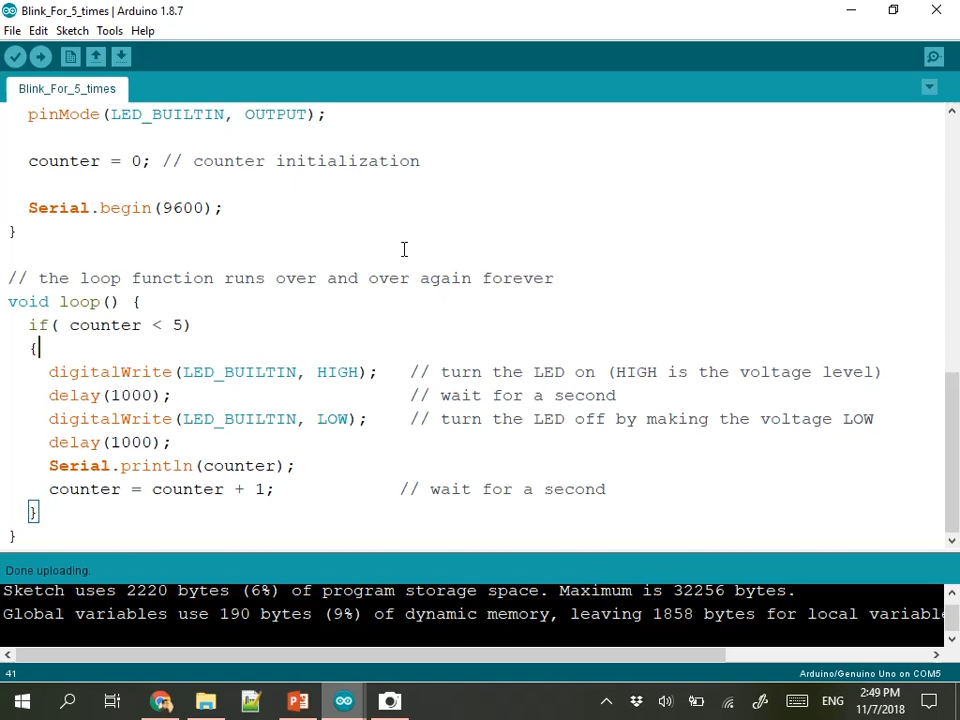 Blink_For_5_times | Arduino 1.8.7
File Edit Sketch Tools Help
Blink_For_5_times
pinMode(LED_BUILTIN, OUTPUT);
counter = 0; // counter initialization
Serial.begin(9600);
}
// the loop function runs over and over again forever
void loop() {
if( counter < 5)
{
digitalWrite(LED_BUILTIN, HIGH); // turn the LED on (HIGH is the voltage level)
delay(1000); // wait for a second
digitalWrite(LED_BUILTIN, LOW); // turn the LED off by making the voltage LOW
delay(1000);
Serial.println(counter);
counter = counter + 1; // wait for a second
}
}
Done uploading.
Sketch uses 2220 bytes (6%) of program storage space. Maximum is 32256 bytes.
Global variables use 190 bytes (9%) of dynamic memory, leaving 1858 bytes for local variable
41 Arduino/Genuino Uno on COM5
ENG 2:49 PM
11/7/2018